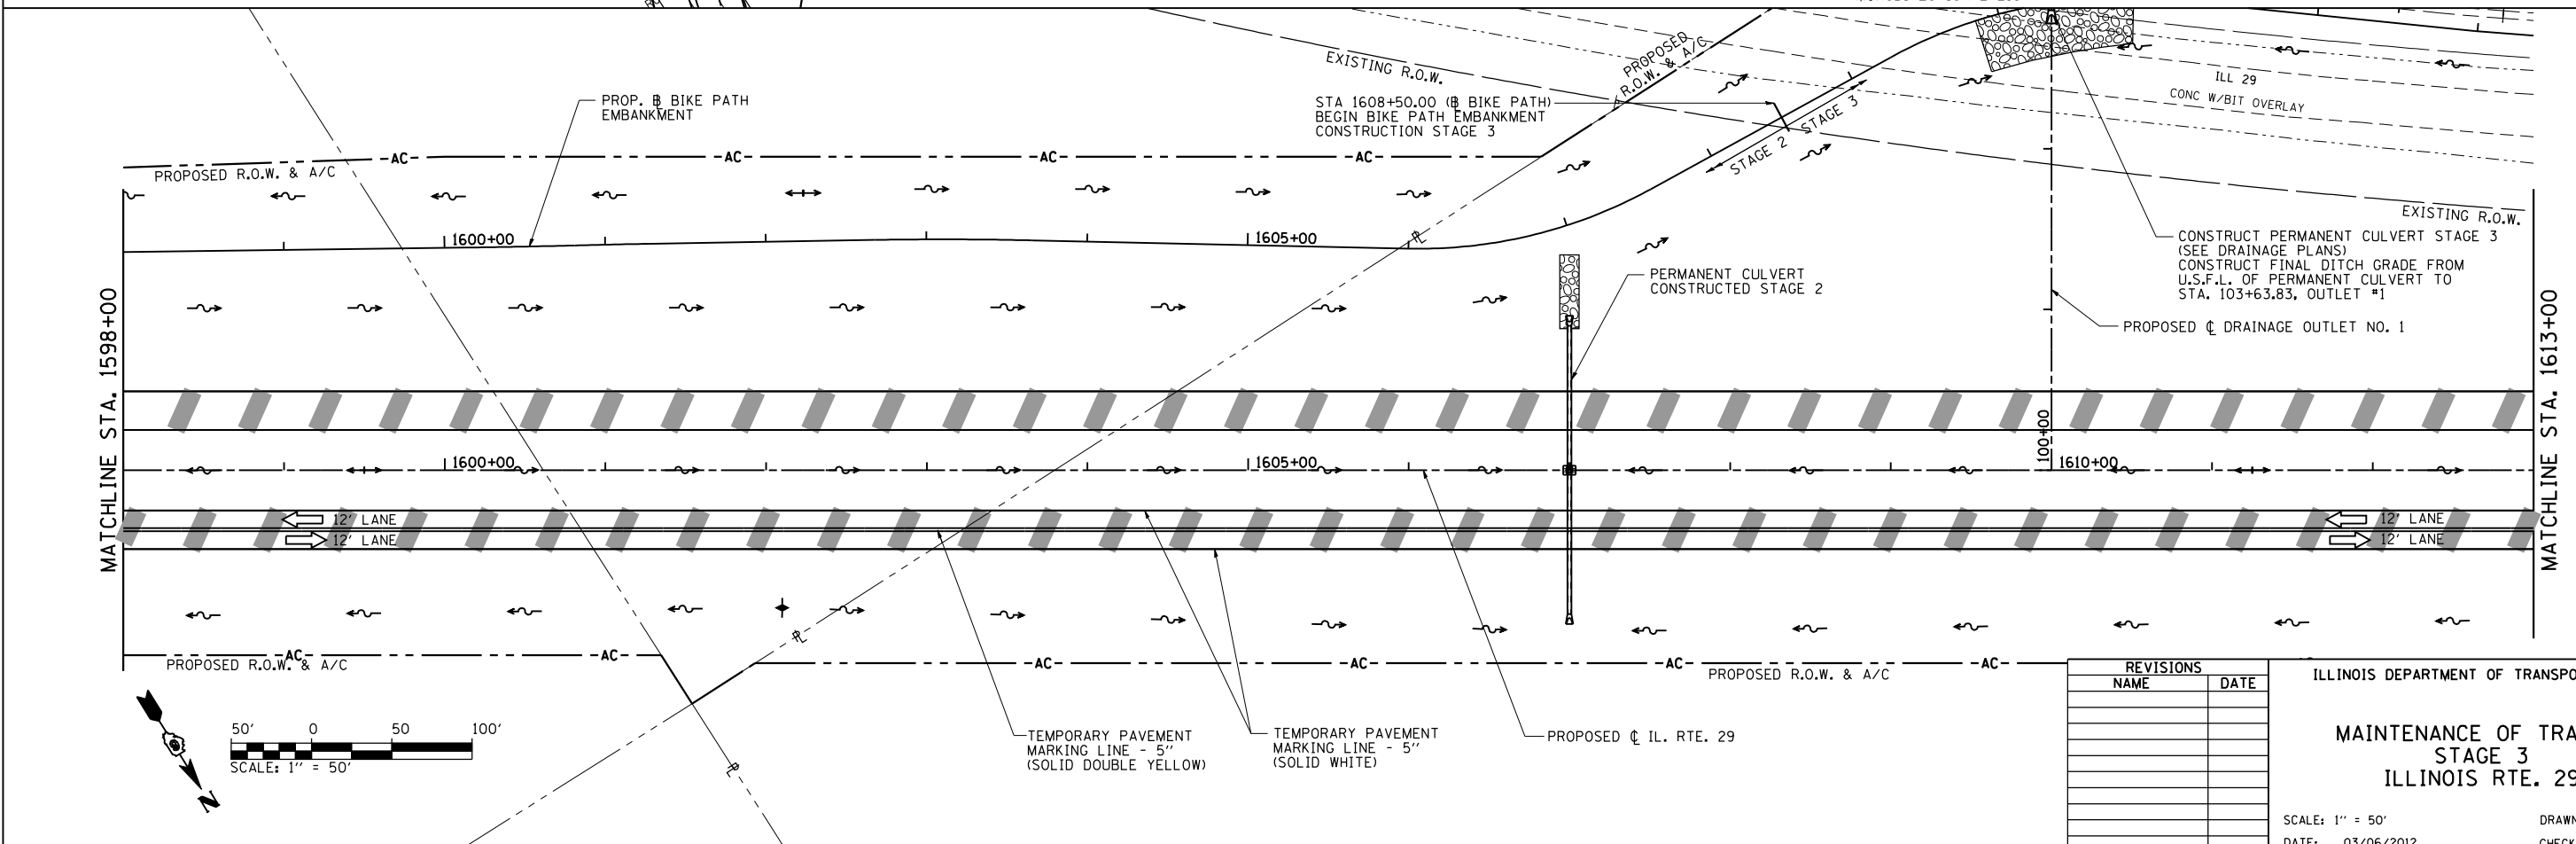 PROPOSED
R.O.W. & A/C
EXISTING R.O.W.
ILL 29
CONC W/BIT OVERLAY
PROP. ⅊ BIKE PATH
EMBANKMENT
STA 1608+50.00 (⅊ BIKE PATH)
BEGIN BIKE PATH EMBANKMENT
CONSTRUCTION STAGE 3
STAGE 2
STAGE 3
AC
AC
AC
AC
PROPOSED R.O.W. & A/C
EXISTING R.O.W.
1600+00
1605+00
℄
CONSTRUCT PERMANENT CULVERT STAGE 3
(SEE DRAINAGE PLANS)
CONSTRUCT FINAL DITCH GRADE FROM
U.S.F.L. OF PERMANENT CULVERT TO
STA. 103+63.83, OUTLET #1
PERMANENT CULVERT
CONSTRUCTED STAGE 2
PROPOSED ℄ DRAINAGE OUTLET NO. 1
MATCHLINE STA. 1598+00
MATCHLINE STA. 1613+00
1600+00
1605+00
100+00
1610+00
12' LANE
12' LANE
12' LANE
12' LANE
AC
AC
AC
AC
AC
AC
PROPOSED R.O.W. & A/C
PROPOSED R.O.W. & A/C
50' 0 50 100'
SCALE: 1'' = 50'
N
TEMPORARY PAVEMENT
MARKING LINE - 5''
(SOLID DOUBLE YELLOW)
TEMPORARY PAVEMENT
MARKING LINE - 5''
(SOLID WHITE)
PROPOSED ℄ IL. RTE. 29
REVISIONS
NAME DATE
ILLINOIS DEPARTMENT OF TRANSPO
MAINTENANCE OF TRA
STAGE 3
ILLINOIS RTE. 29
SCALE: 1'' = 50'
DRAWN
DATE: 03/06/2012
CHECK